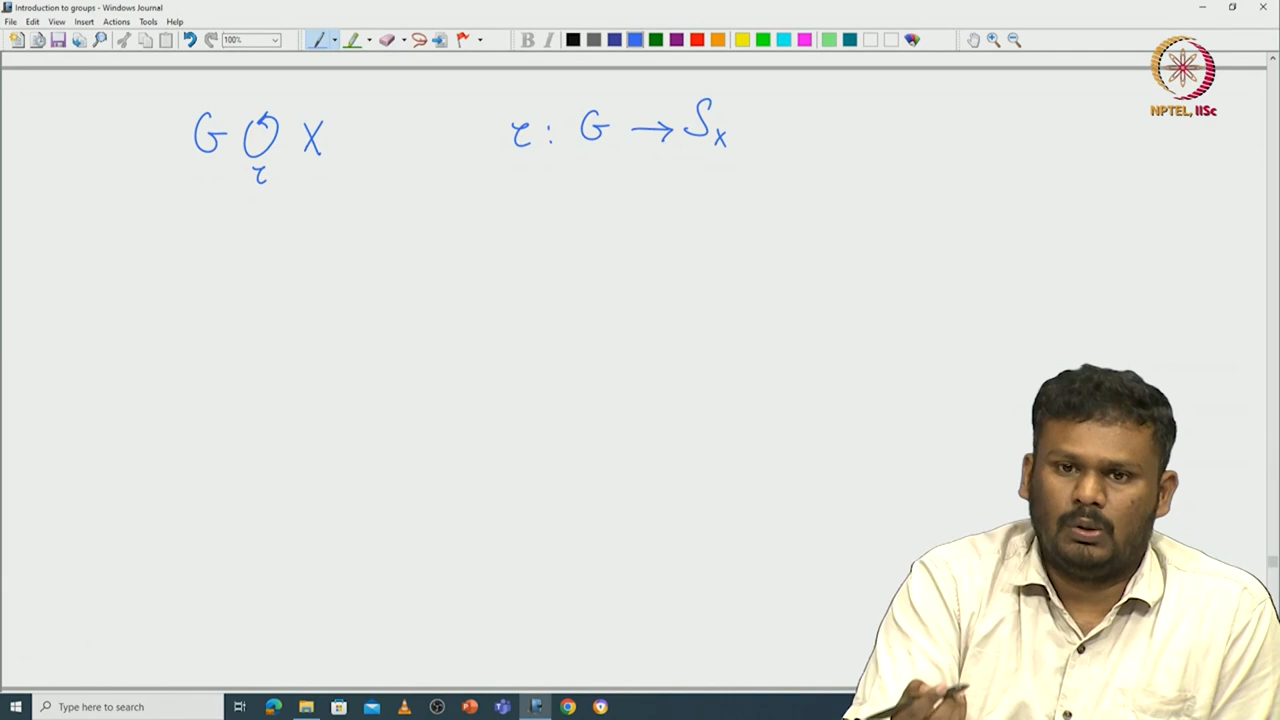 Introduction to groups - Windows Journal
File Edit View Insert Actions Tools Help
100% B I
NPTEL, IISc
G ↺ X τ : G → S_X
τ
Type here to search